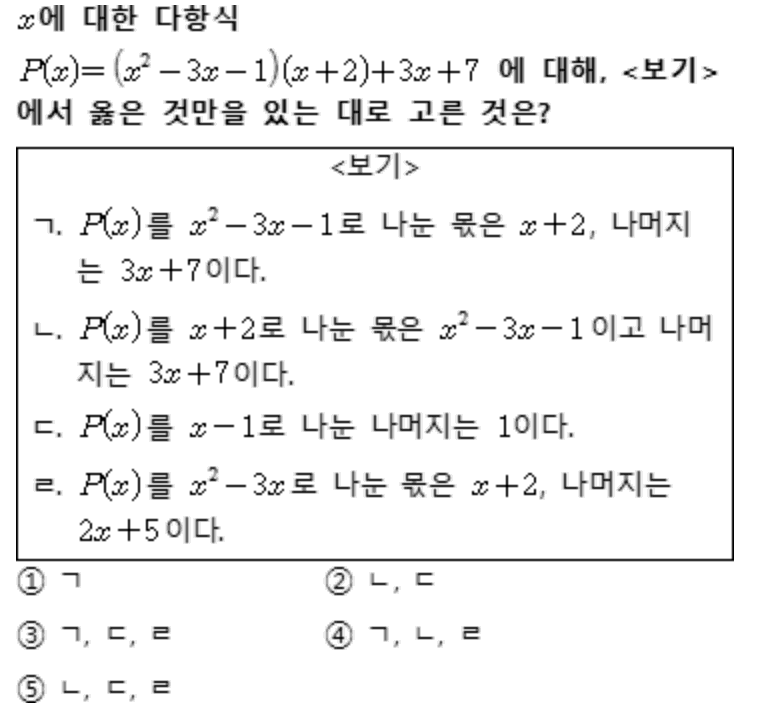 x에 대한 다항식
P(x)=(x²-3x-1)(x+2)+3x+7 에 대해, <보기>
에서 옳은 것만을 있는 대로 고른 것은?
<보기>
ㄱ. P(x)를 x²-3x-1로 나눈 몫은 x+2, 나머지
는 3x+7이다.
ㄴ. P(x)를 x+2로 나눈 몫은 x²-3x-1이고 나머
지는 3x+7이다.
ㄷ. P(x)를 x-1로 나눈 나머지는 1이다.
ㄹ. P(x)를 x²-3x로 나눈 몫은 x+2, 나머지는
2x+5이다.
① ㄱ ② ㄴ, ㄷ
③ ㄱ, ㄷ, ㄹ ④ ㄱ, ㄴ, ㄹ
⑤ ㄴ, ㄷ, ㄹ